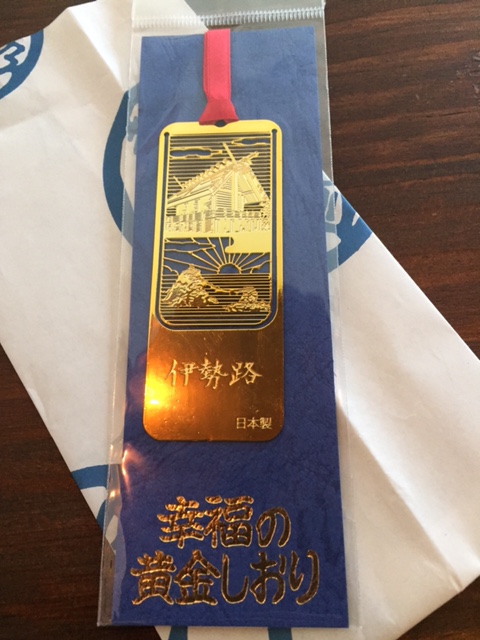 伊勢路
日本製
幸福の
黄金しおり